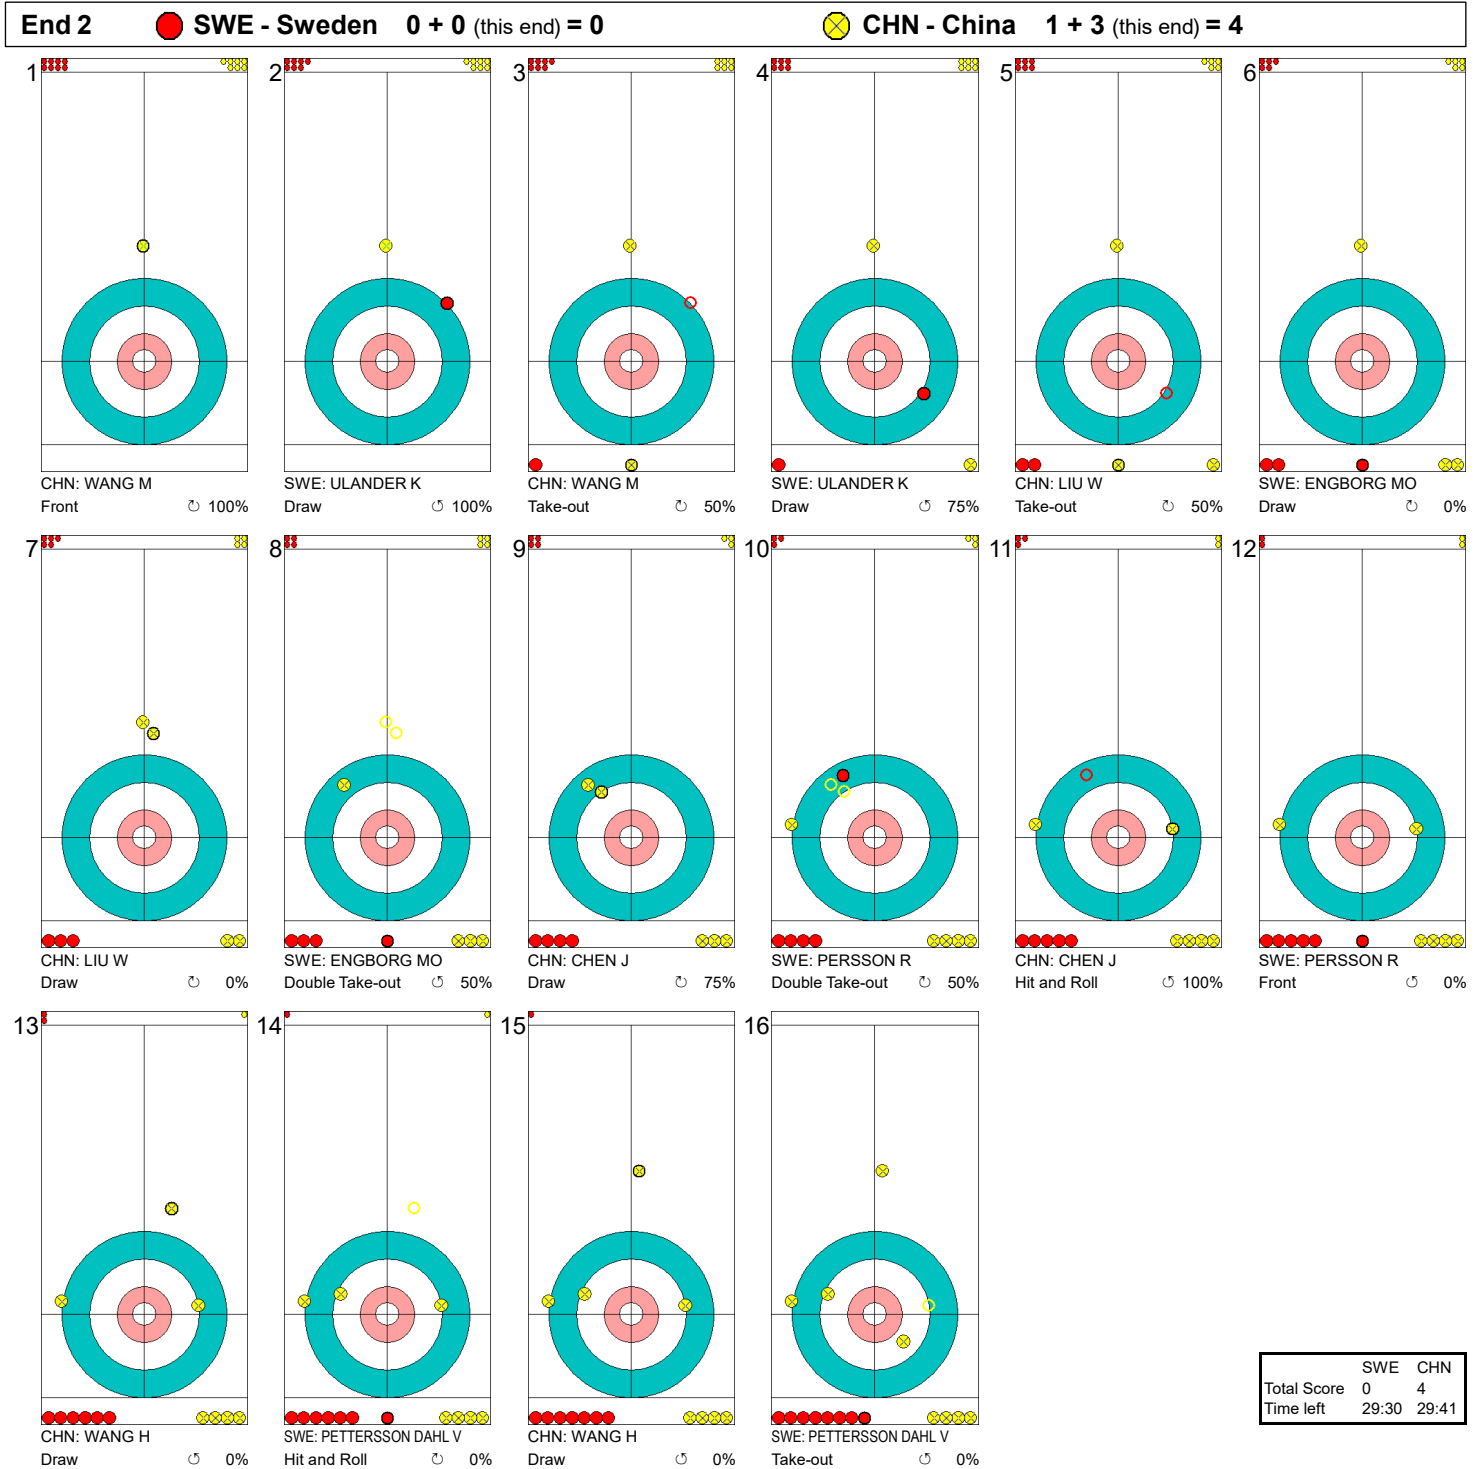 End 2 SWE - Sweden 0 + 0 (this end) = 0 CHN - China 1 + 3 (this end) = 4
1 2 3 4 5 6
CHN: WANG M SWE: ULANDER K CHN: WANG M SWE: ULANDER K CHN: LIU W SWE: ENGBORG MO
Front ↻ 100% Draw ↺ 100% Take-out ↻ 50% Draw ↺ 75% Take-out ↻ 50% Draw ↻ 0%
7 8 9 10 11 12
CHN: LIU W SWE: ENGBORG MO CHN: CHEN J SWE: PERSSON R CHN: CHEN J SWE: PERSSON R
Draw ↻ 0% Double Take-out ↺ 50% Draw ↻ 75% Double Take-out ↻ 50% Hit and Roll ↺ 100% Front ↺ 0%
13 14 15 16
CHN: WANG H SWE: PETTERSSON DAHL V CHN: WANG H SWE: PETTERSSON DAHL V
Draw ↺ 0% Hit and Roll ↻ 0% Draw ↺ 0% Take-out ↺ 0%
SWE CHN
Total Score 0 4
Time left 29:30 29:41